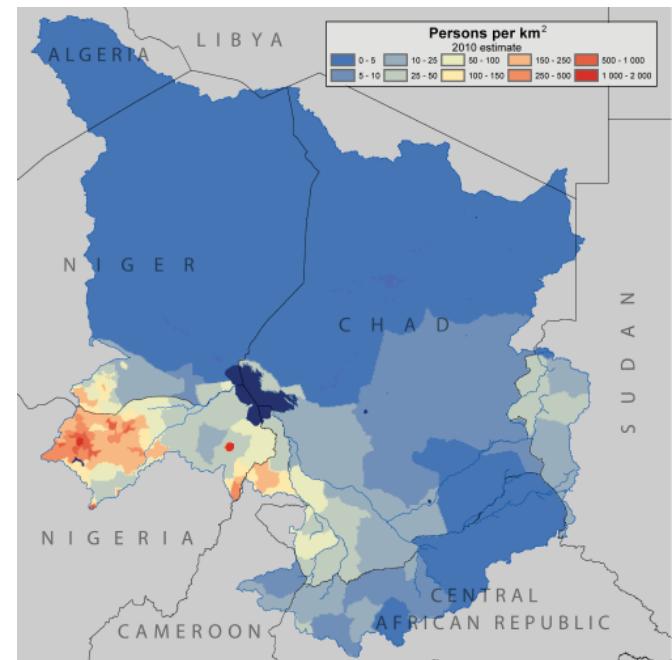 LIBYA
ALGERIA
Persons per km²
2010 estimate
0 - 5
10 - 25
50 - 100
150 - 250
500 - 1 000
5 - 10
25 - 50
100 - 150
250 - 500
1 000 - 2 000
NIGER
CHAD
SUDAN
NIGERIA
CENTRAL
AFRICAN REPUBLIC
CAMEROON